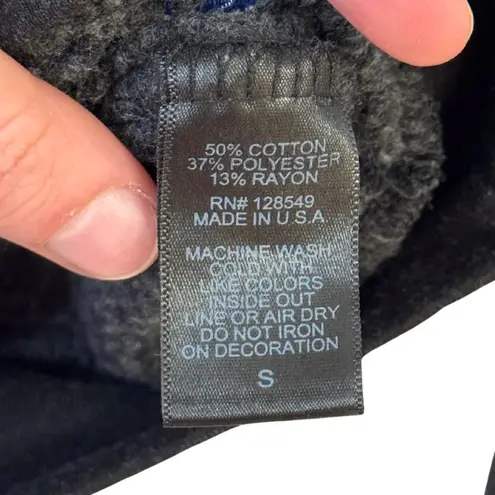 50% COTTON
37% POLYESTER
13% RAYON
RN# 128549
MADE IN U.S.A
MACHINE WASH
COLD WITH
LIKE COLORS
INSIDE OUT
LINE OR AIR DRY
DO NOT IRON
ON DECORATION
S